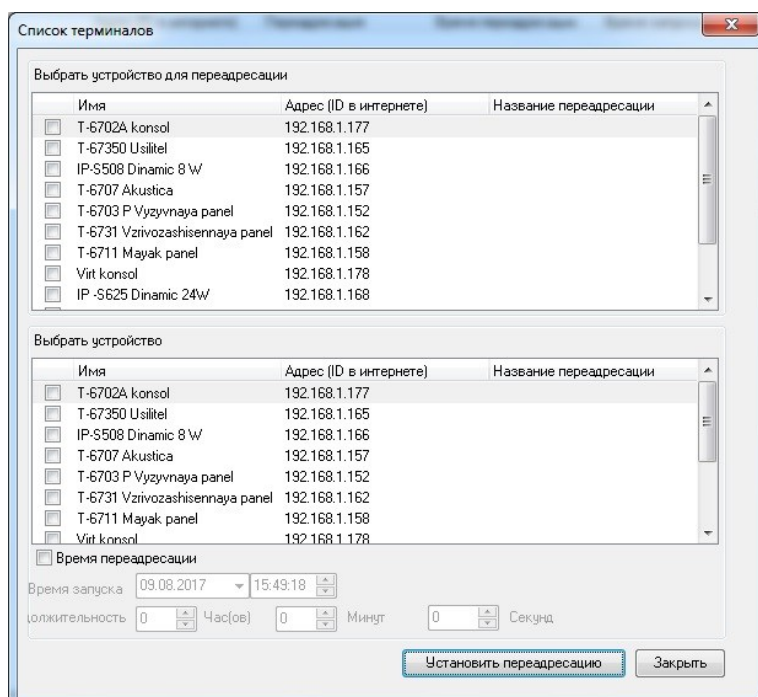 Список терминалов
Выбрать устройство для переадресации
Имя Адрес (ID в интернете) Название переадресации
T-6702A konsol 192.168.1.177
T-67350 Usilitel 192.168.1.165
IP-S508 Dinamic 8 W 192.168.1.166
T-6707 Akustica 192.168.1.157
T-6703 P Vyzyvnaya panel 192.168.1.152
T-6731 Vzrivozashisennaya panel 192.168.1.162
T-6711 Mayak panel 192.168.1.158
Virt konsol 192.168.1.178
IP -S625 Dinamic 24W 192.168.1.168
Выбрать устройство
Имя Адрес (ID в интернете) Название переадресации
T-6702A konsol 192.168.1.177
T-67350 Usilitel 192.168.1.165
IP-S508 Dinamic 8 W 192.168.1.166
T-6707 Akustica 192.168.1.157
T-6703 P Vyzyvnaya panel 192.168.1.152
T-6731 Vzrivozashisennaya panel 192.168.1.162
T-6711 Mayak panel 192.168.1.158
Virt konsol 192.168.1.178
Время переадресации
Время запуска 09.08.2017 15:49:18
должительность 0 Час(ов) 0 Минут 0 Секунд
Установить переадресацию Закрыть